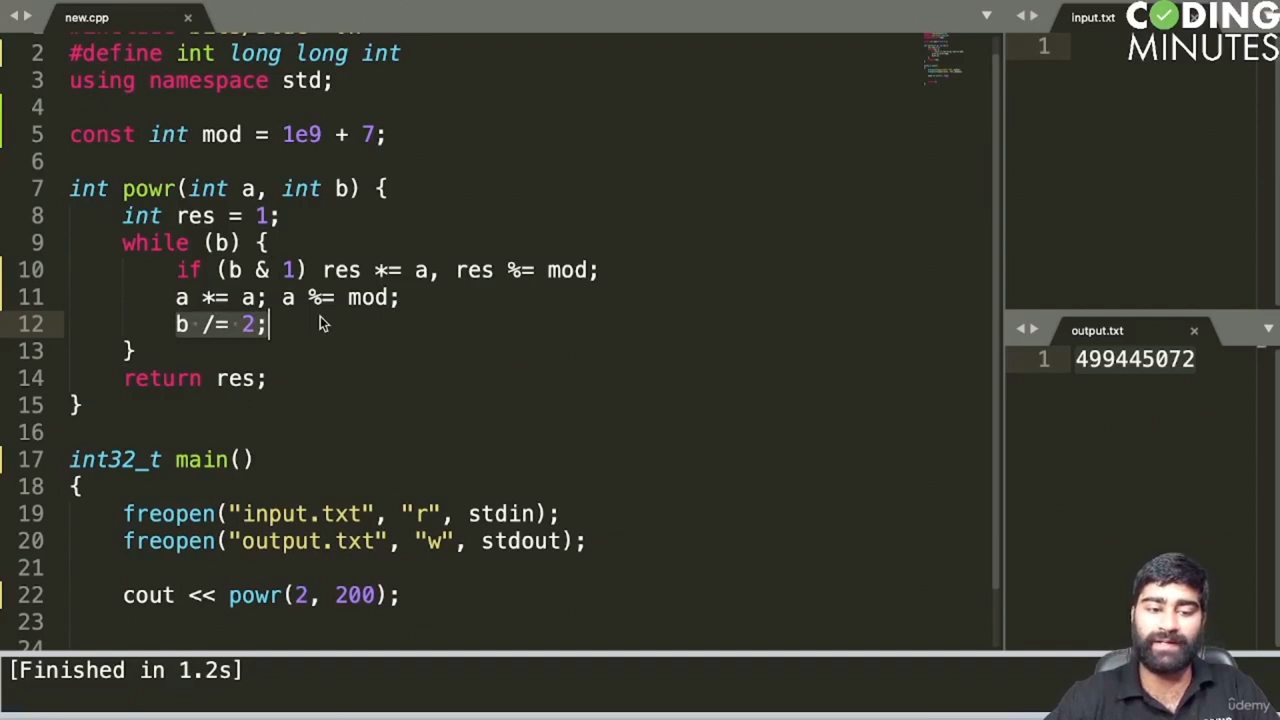 new.cpp
input.txt
CODING
MINUTES
1
2 #define int long long int
3 using namespace std;
4
5 const int mod = 1e9 + 7;
6
7 int powr(int a, int b) {
8 int res = 1;
9 while (b) {
10 if (b & 1) res *= a, res %= mod;
11 a *= a; a %= mod;
12 b /= 2;
13 }
14 return res;
15 }
16
17 int32_t main()
18 {
19 freopen("input.txt", "r", stdin);
20 freopen("output.txt", "w", stdout);
21
22 cout << powr(2, 200);
23
24
output.txt
1 499445072
[Finished in 1.2s]
ûdemy